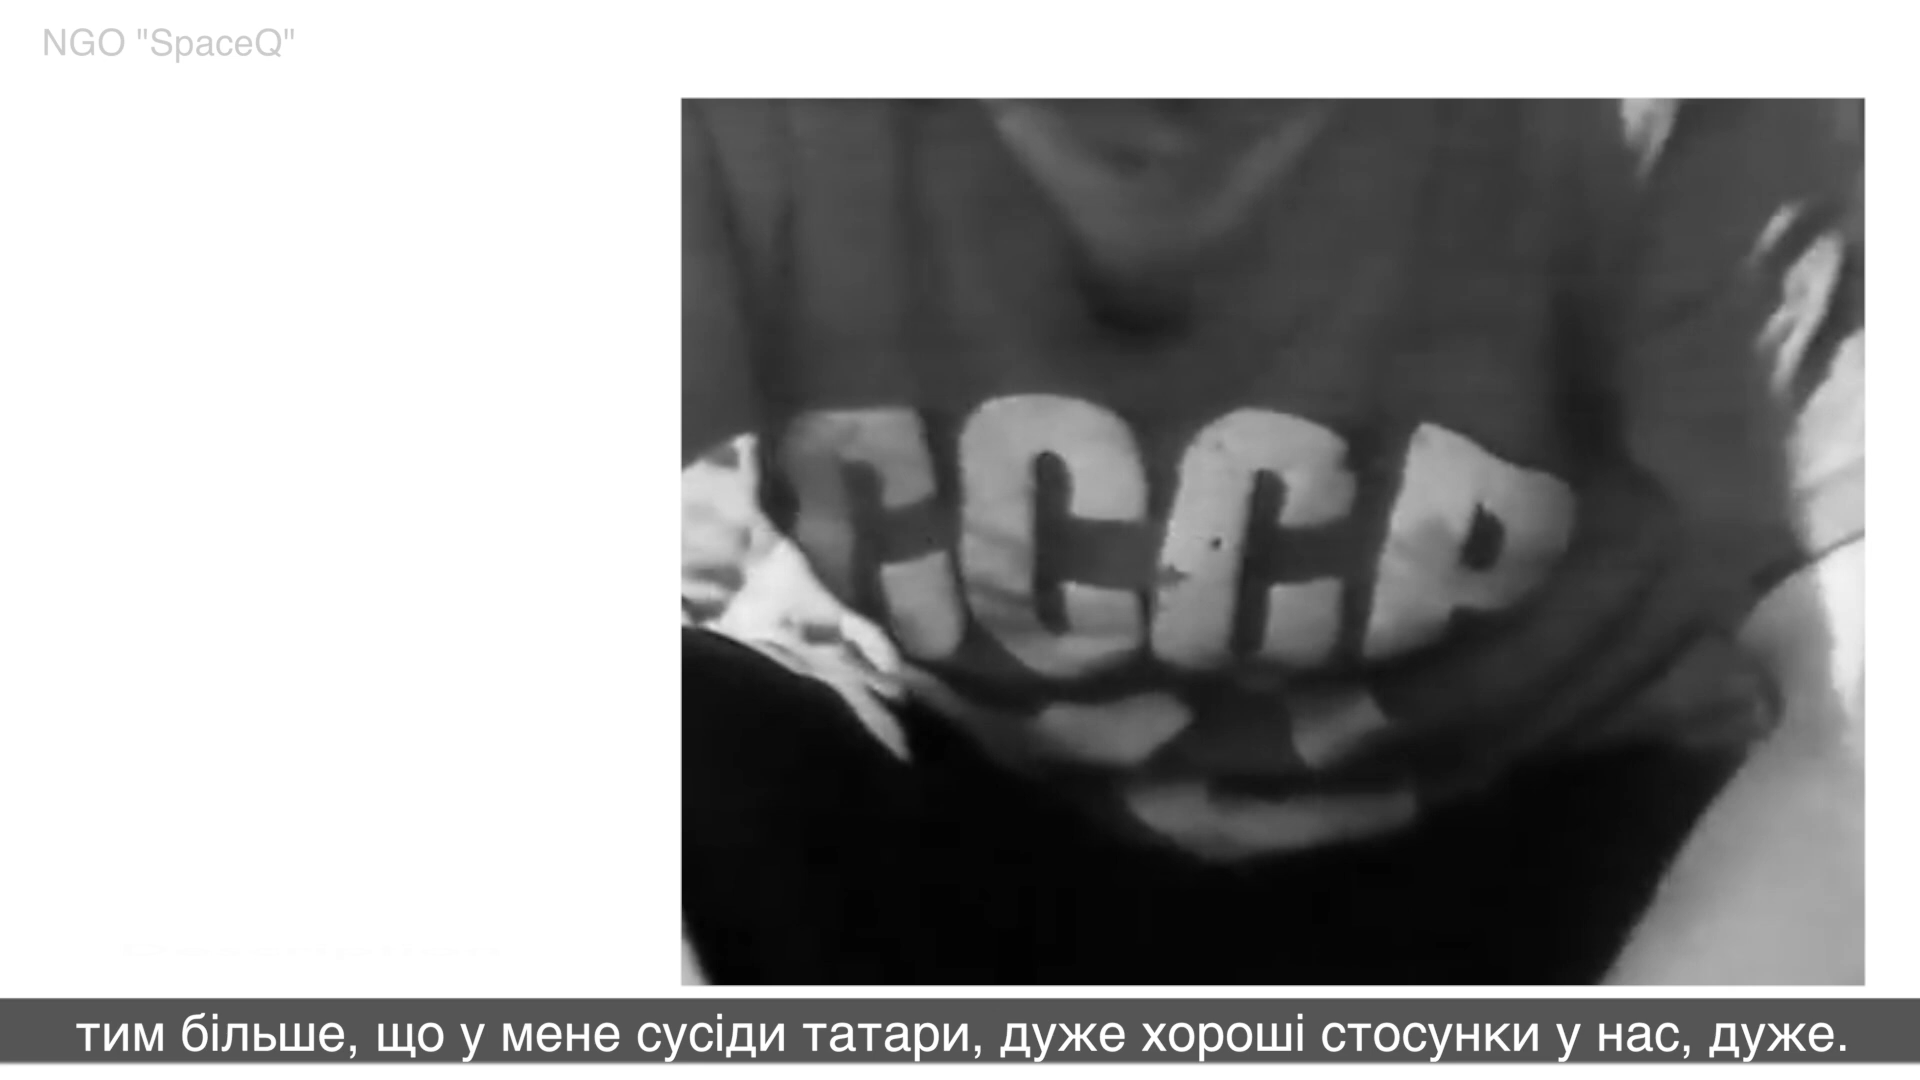 NGO "SpaceQ"
СССР
тим більше, що у мене сусіди татари, дуже хороші стосунки у нас, дуже.